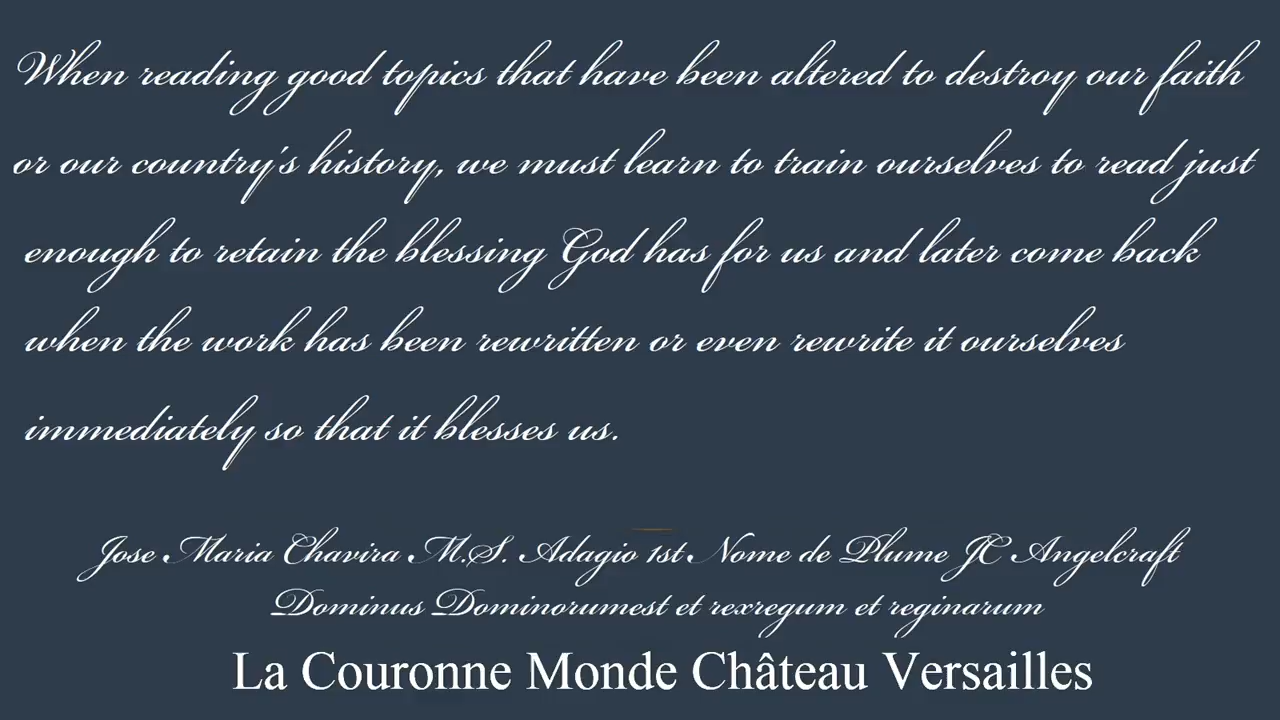 When reading good topics that have been altered to destroy our faith
or our country's history, we must learn to train ourselves to read just
enough to retain the blessing God has for us and later come back
when the work has been rewritten or even rewrite it ourselves
immediately so that it blesses us.
Jose Maria Chavira M.S. Adagio 1st Nome de Plume JC Angelcraft
Dominus Dominorumest et rexregum et reginarum
La Couronne Monde Château Versailles